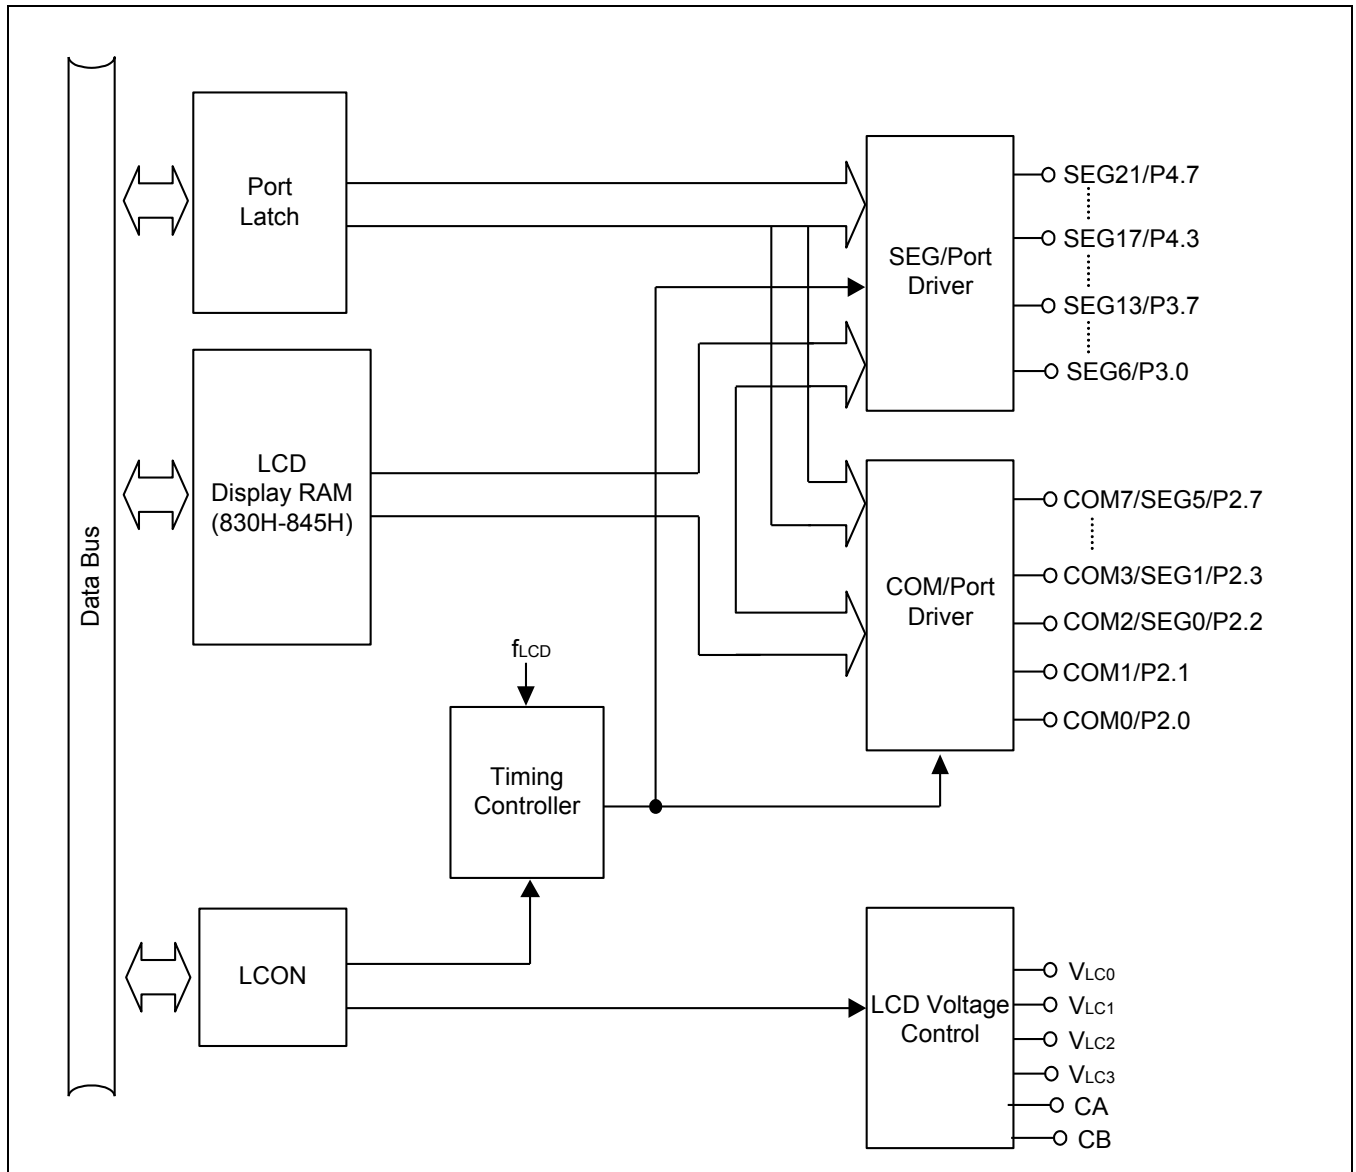 Data Bus
Port
Latch
LCD
Display RAM
(830H-845H)
fLCD
Timing
Controller
LCON
SEG/Port
Driver
SEG21/P4.7
SEG17/P4.3
SEG13/P3.7
SEG6/P3.0
COM/Port
Driver
COM7/SEG5/P2.7
COM3/SEG1/P2.3
COM2/SEG0/P2.2
COM1/P2.1
COM0/P2.0
LCD Voltage
Control
VLC0
VLC1
VLC2
VLC3
CA
CB